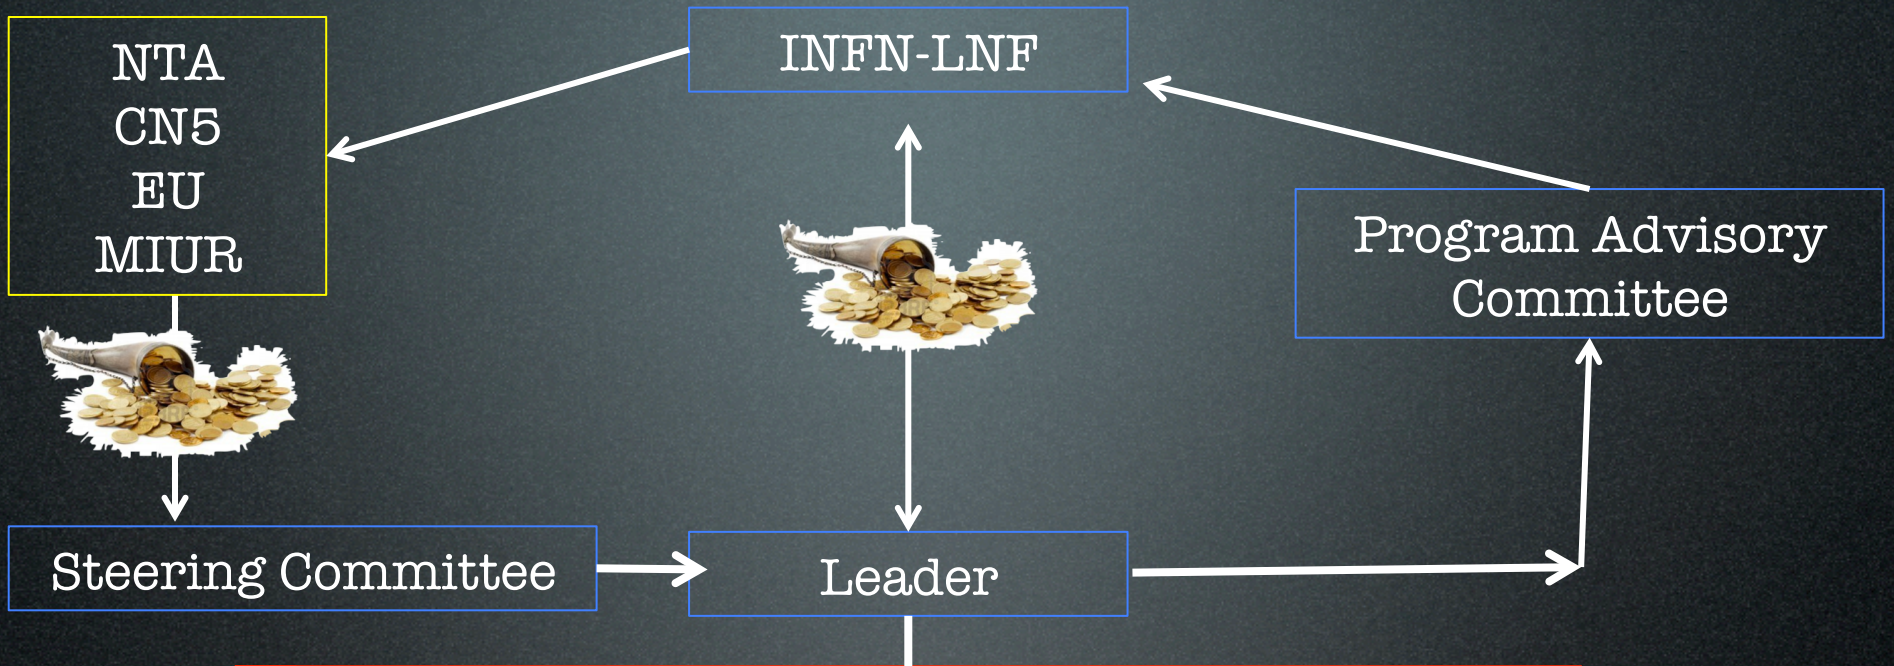 NTA
CN5
EU
MIUR
INFN-LNF
Program Advisory
Committee
Steering Committee
Leader